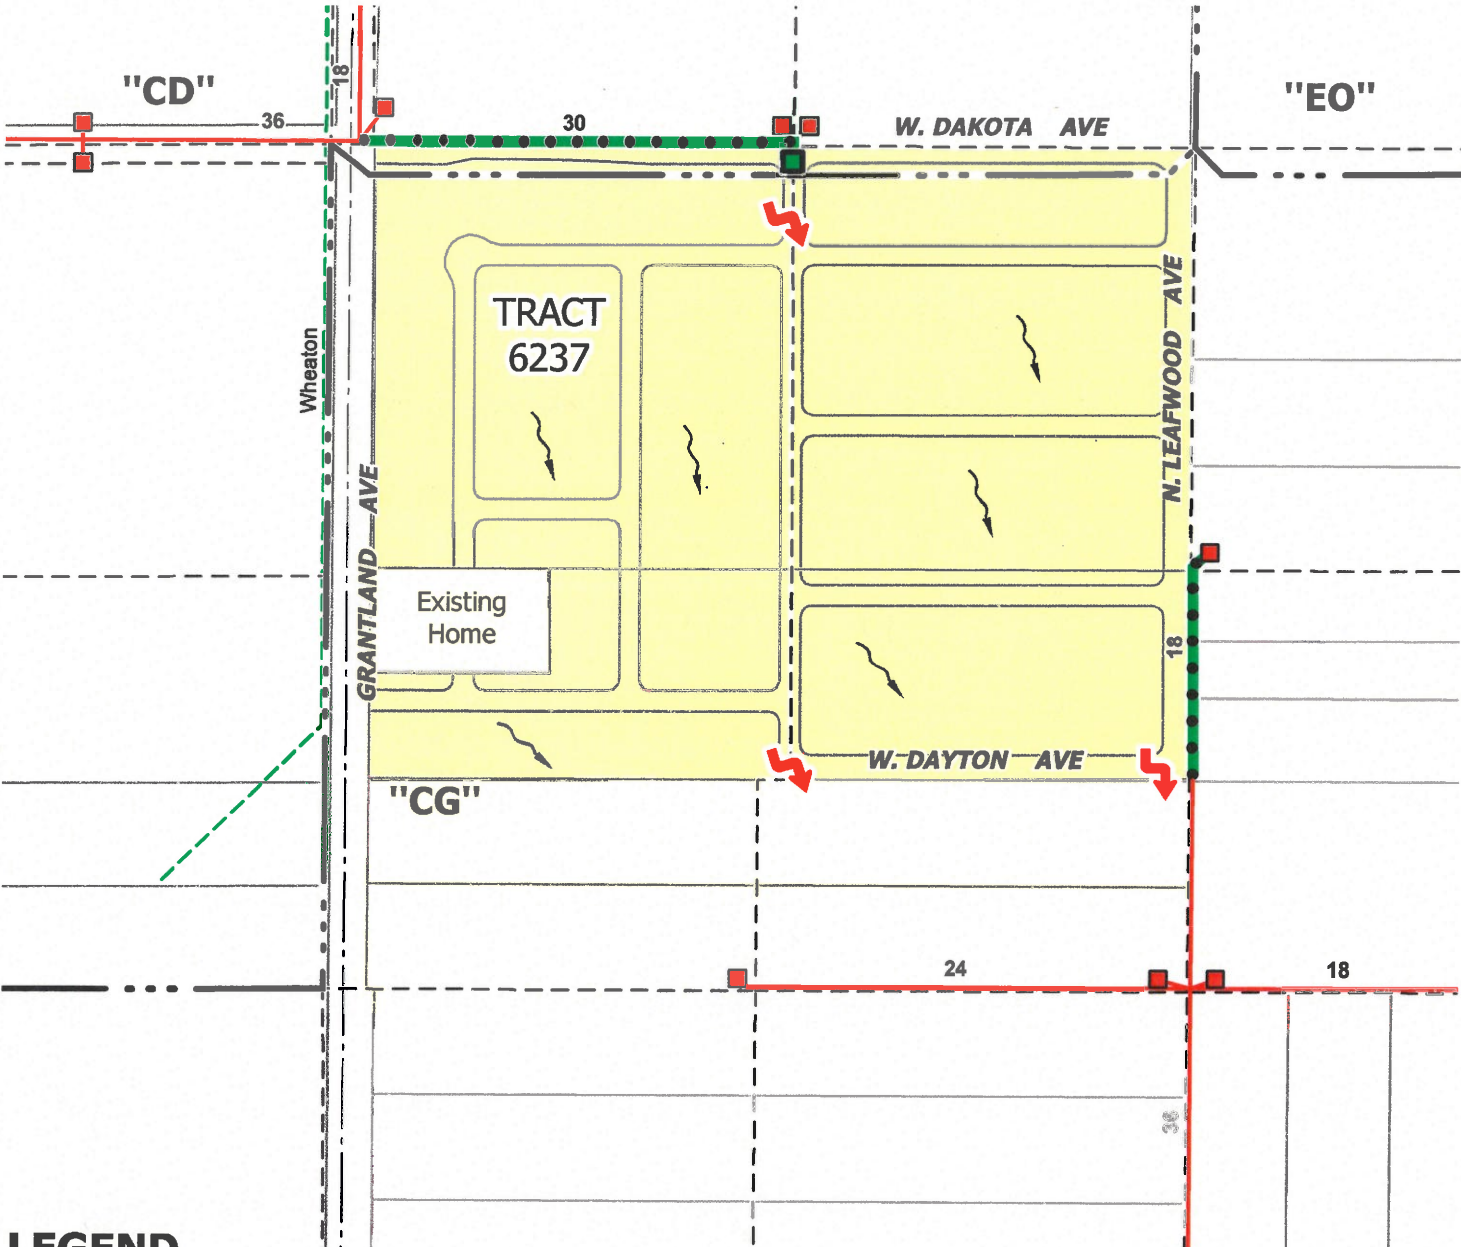 "CD"
18
36
30
W. DAKOTA AVE
"EO"
TRACT
6237
Wheaton
GRANTLAND AVE
N. LEAFWOOD AVE
Existing
Home
18
W. DAYTON AVE
"CG"
24
18
36
LEGEND